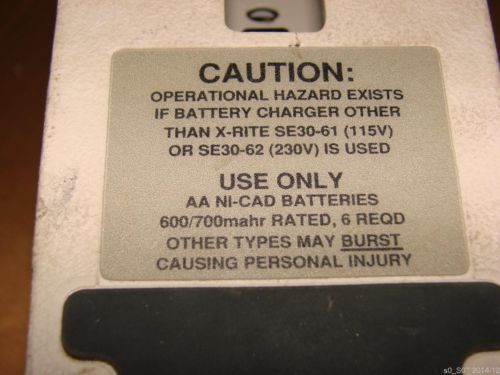 CAUTION:
OPERATIONAL HAZARD EXISTS
IF BATTERY CHARGER OTHER
THAN X-RITE SE30-61 (115V)
OR SE30-62 (230V) IS USED
USE ONLY
AA NI-CAD BATTERIES
600/700mahr RATED, 6 REQD
OTHER TYPES MAY BURST
CAUSING PERSONAL INJURY